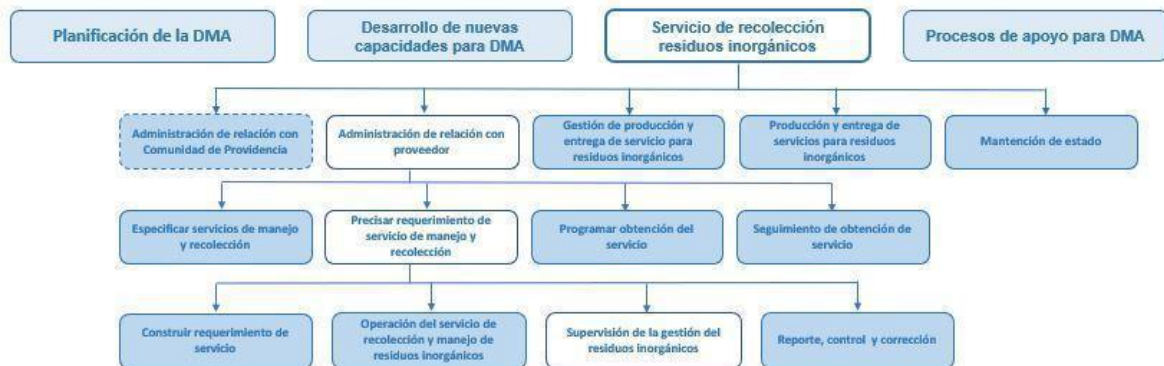 Planificación de la DMA
Desarrollo de nuevas
capacidades para DMA
Servicio de recolección
residuos inorgánicos
Procesos de apoyo para DMA
Administración de relación con
Comunidad de Providencia
Administración de relación con
proveedor
Gestión de producción y
entrega de servicio para
residuos inorgánicos
Producción y entrega de
servicios para residuos
inorgánicos
Mantención de estado
Especificar servicios de manejo
y recolección
Precisar requerimiento de
servicio de manejo y
recolección
Programar obtención del
servicio
Seguimiento de obtención de
servicio
Construir requerimiento de
servicio
Operación del servicio de
recolección y manejo de
residuos inorgánicos
Supervisión de la gestión del
residuos inorgánicos
Reporte, control y corrección